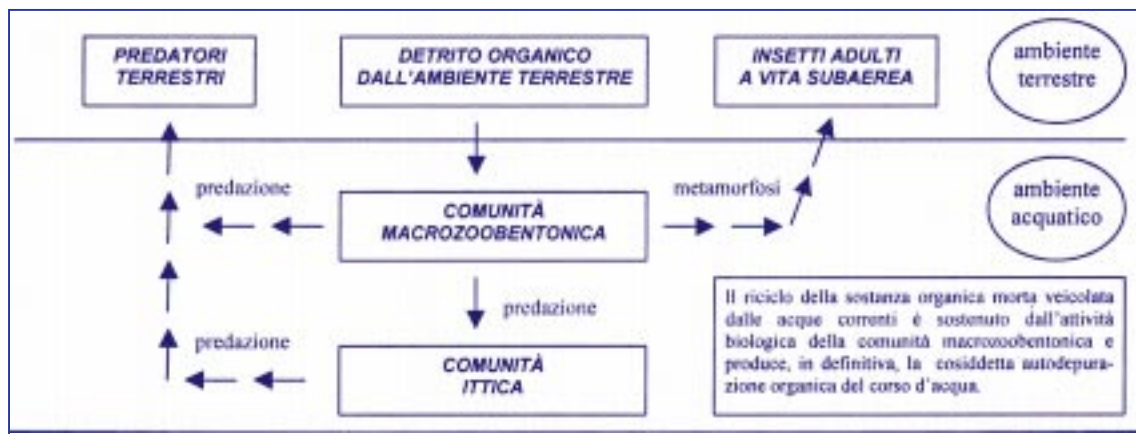 PREDATORI
TERRESTRI
DETRITO ORGANICO
DALL'AMBIENTE TERRESTRE
INSETTI ADULTI
A VITA SUBAEREA
ambiente
terrestre
predazione
COMUNITÀ
MACROZOOBENTONICA
metamorfosi
ambiente
acquatico
predazione
predazione
COMUNITÀ
ITTICA
Il riciclo della sostanza organica morta veicolata
dalle acque correnti è sostenuto dall'attività
biologica della comunità macrozoobentonica e
produce, in definitiva, la cosiddetta autodepura-
zione organica del corso d'acqua.